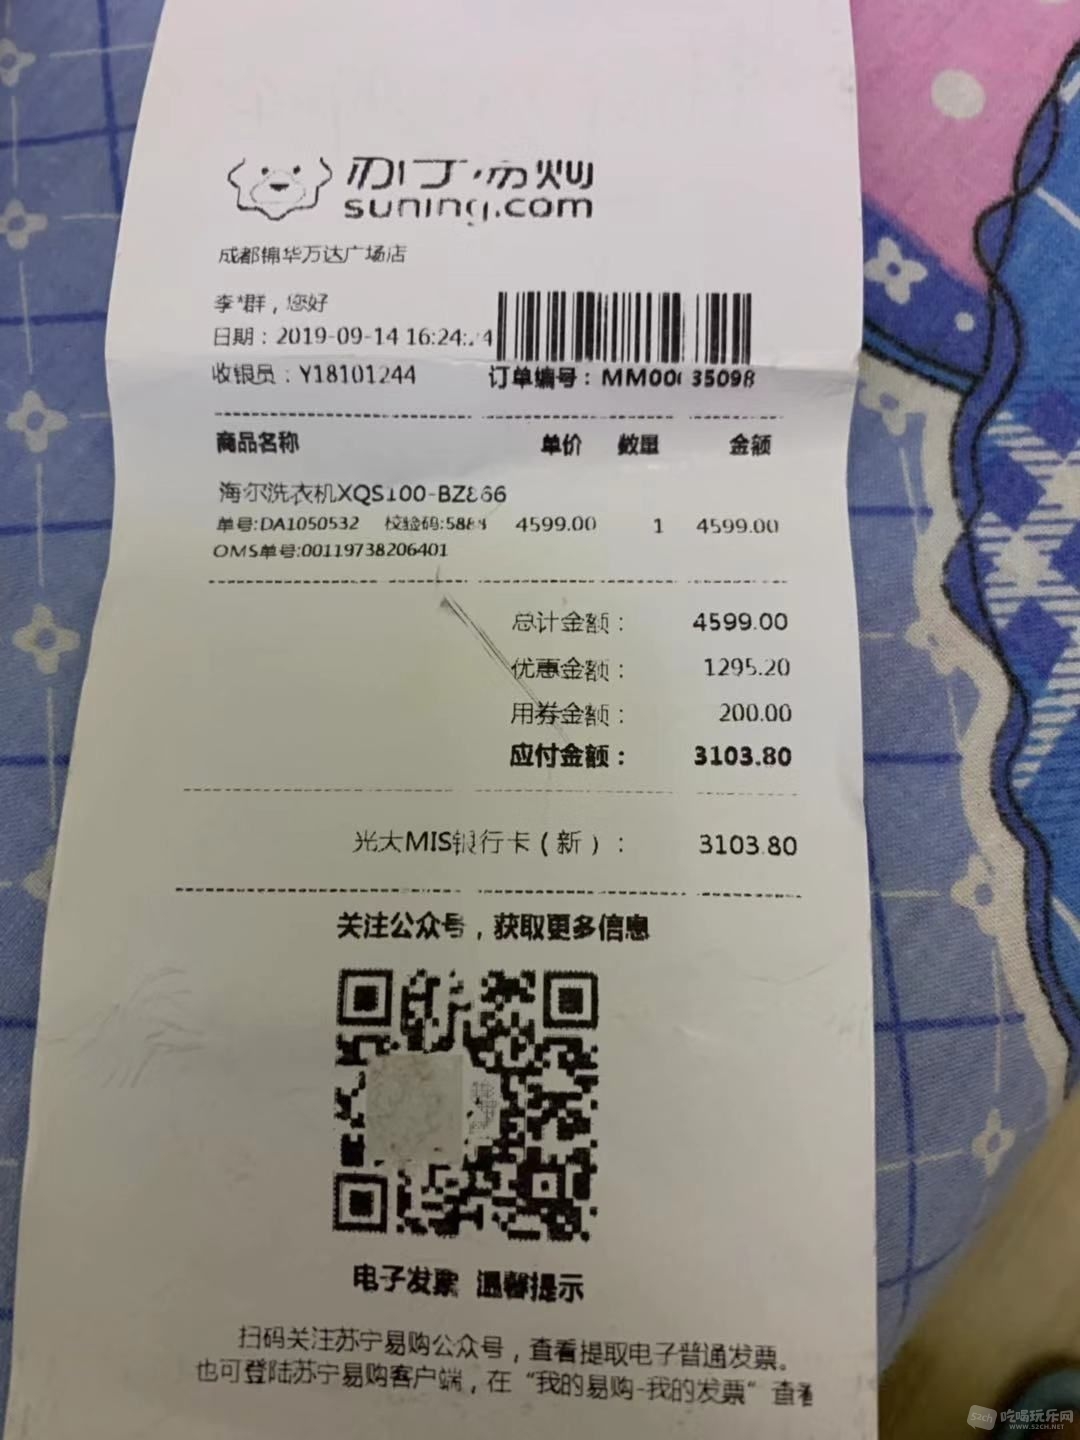 苏宁易购
suning.com
成都锦华万达广场店
李*群，您好
日期：2019-09-14 16:24:
收银员：Y18101244
订单编号：MM00 35098
商品名称 单价 数量 金额
海尔洗衣机XQS100-BZ866
单号:DA1050532 校验码:588 4599.00 1 4599.00
OMS单号:00119738206401
总计金额： 4599.00
优惠金额： 1295.20
用券金额： 200.00
应付金额： 3103.80
光大MIS银行卡（新）： 3103.80
关注公众号，获取更多信息
电子发票 温馨提示
扫码关注苏宁易购公众号，查看提取电子普通发票。
也可登陆苏宁易购客户端，在“我的易购-我的发票”查看
52ch 吃喝玩乐网
WWW.52CH.NET